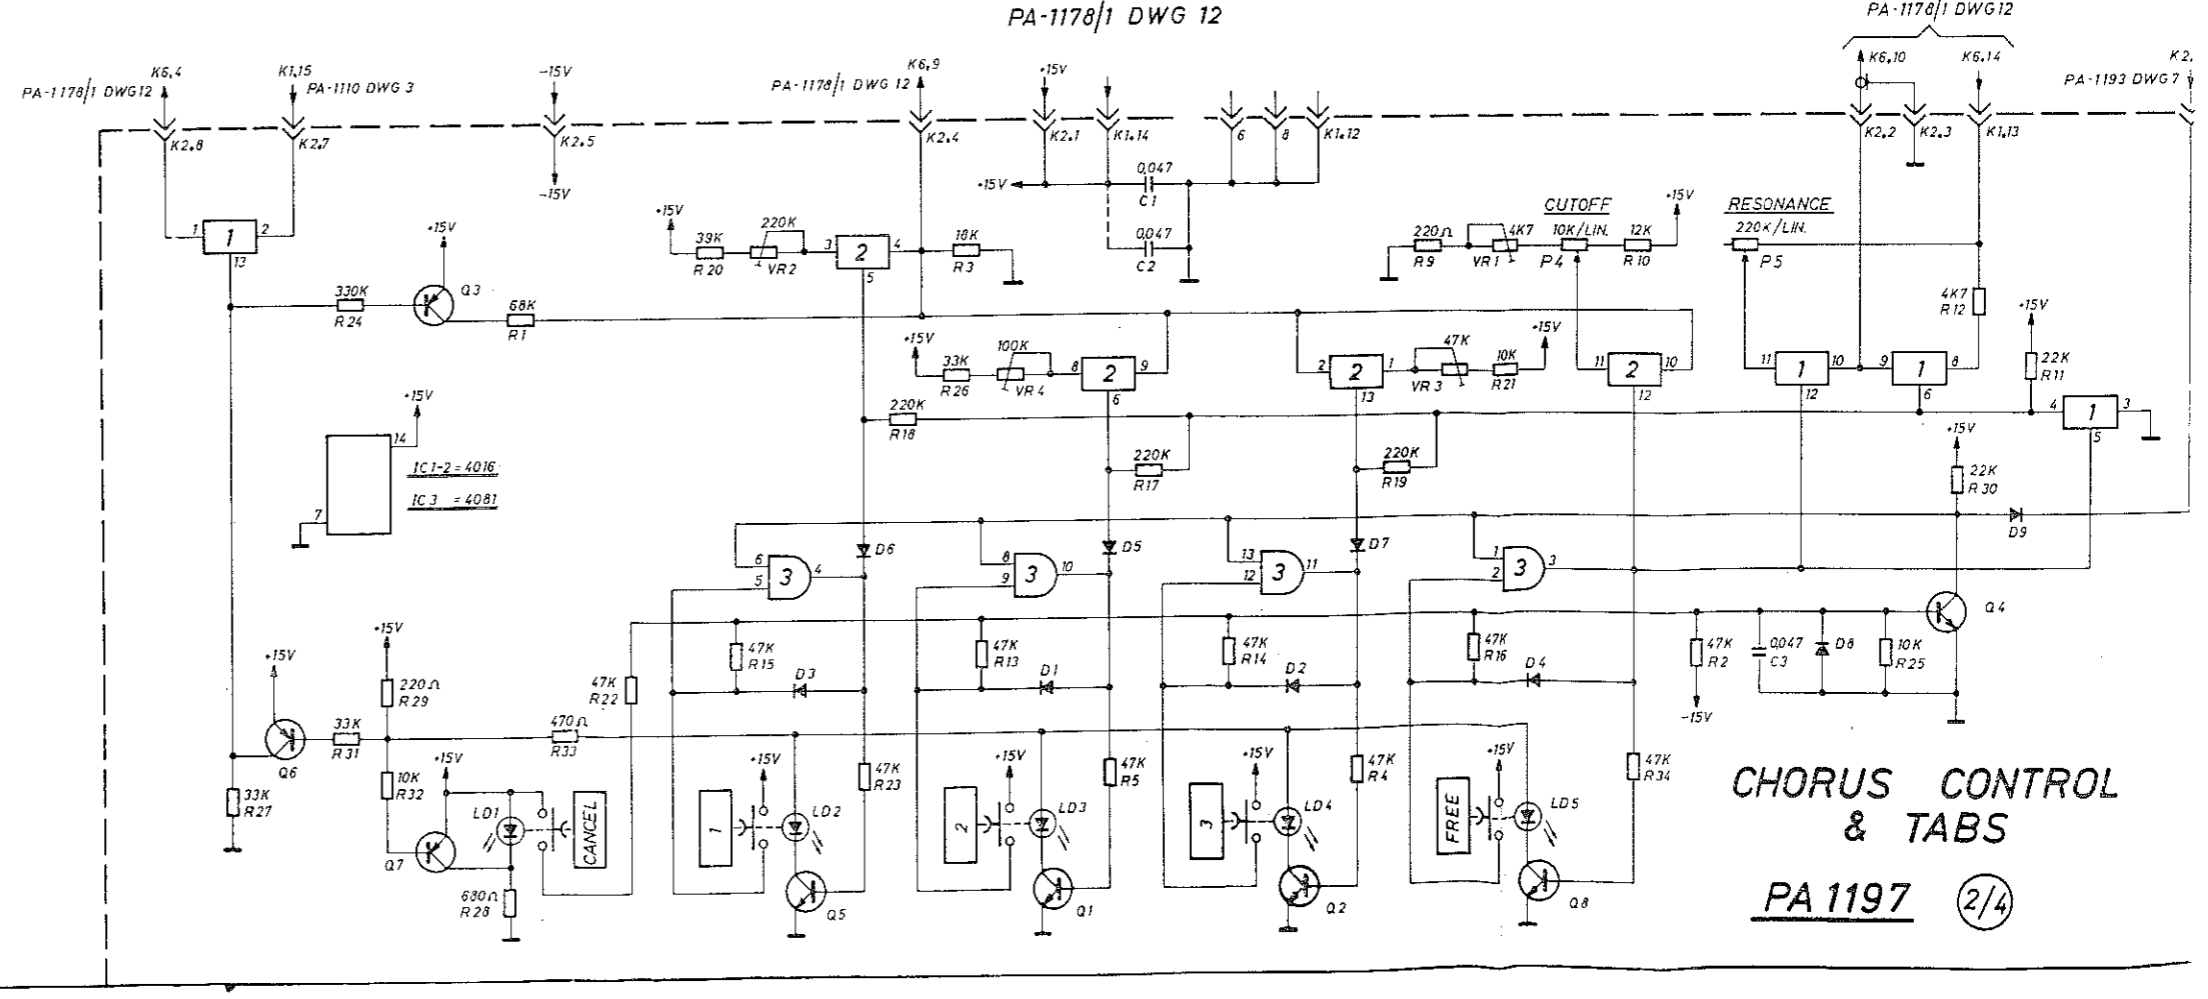 PA-1178/1 DWG 12
PA-1178/1 DWG 12
K6,4
K1,15
-15V
K6,9
+15V
K6,10
K6,14
K2,
PA-1178/1 DWG 12
PA-1110 DWG 3
PA-1178/1 DWG 12
PA-1193 DWG 7
K2.8
K2.7
K2.5
K2.4
K2.1
K1.14
6
8
K1.12
K2.2
K2.3
K1.13
-15V
+15V
0,047
C1
0,047
C2
1
1
2
13
+15V
Q3
330K
R24
68K
R1
+15V
39K
R20
220K
VR2
3
2
4
5
18K
R3
220Ω
R9
4K7
VR1
CUTOFF
10K/LIN.
P4
12K
R10
+15V
RESONANCE
220K/LIN.
P5
4K7
R12
+15V
22K
R11
+15V
33K
R26
100K
VR4
8
2
9
6
2
2
1
13
47K
VR3
10K
R21
+15V
11
2
10
12
11
1
10
12
9
1
8
6
4
1
3
5
+15V
14
7
IC1-2 = 4016
IC3 = 4081
220K
R18
220K
R17
220K
R19
+15V
22K
R30
D9
D6
D5
D7
6
5
3
4
8
9
3
10
13
12
3
11
1
2
3
3
Q4
47K
R15
D3
47K
R13
D1
47K
R14
D2
47K
R16
D4
47K
R2
-15V
0,047
C3
D8
10K
R25
+15V
220Ω
R29
47K
R22
+15V
Q6
33K
R31
470Ω
R33
10K
R32
33K
R27
+15V
Q7
LD1
CANCEL
680Ω
R28
1
+15V
LD2
47K
R23
Q5
2
+15V
LD3
47K
R5
Q1
3
+15V
LD4
47K
R4
Q2
FREE
+15V
LD5
47K
R34
Q8
CHORUS CONTROL
& TABS
PA 1197
2/4